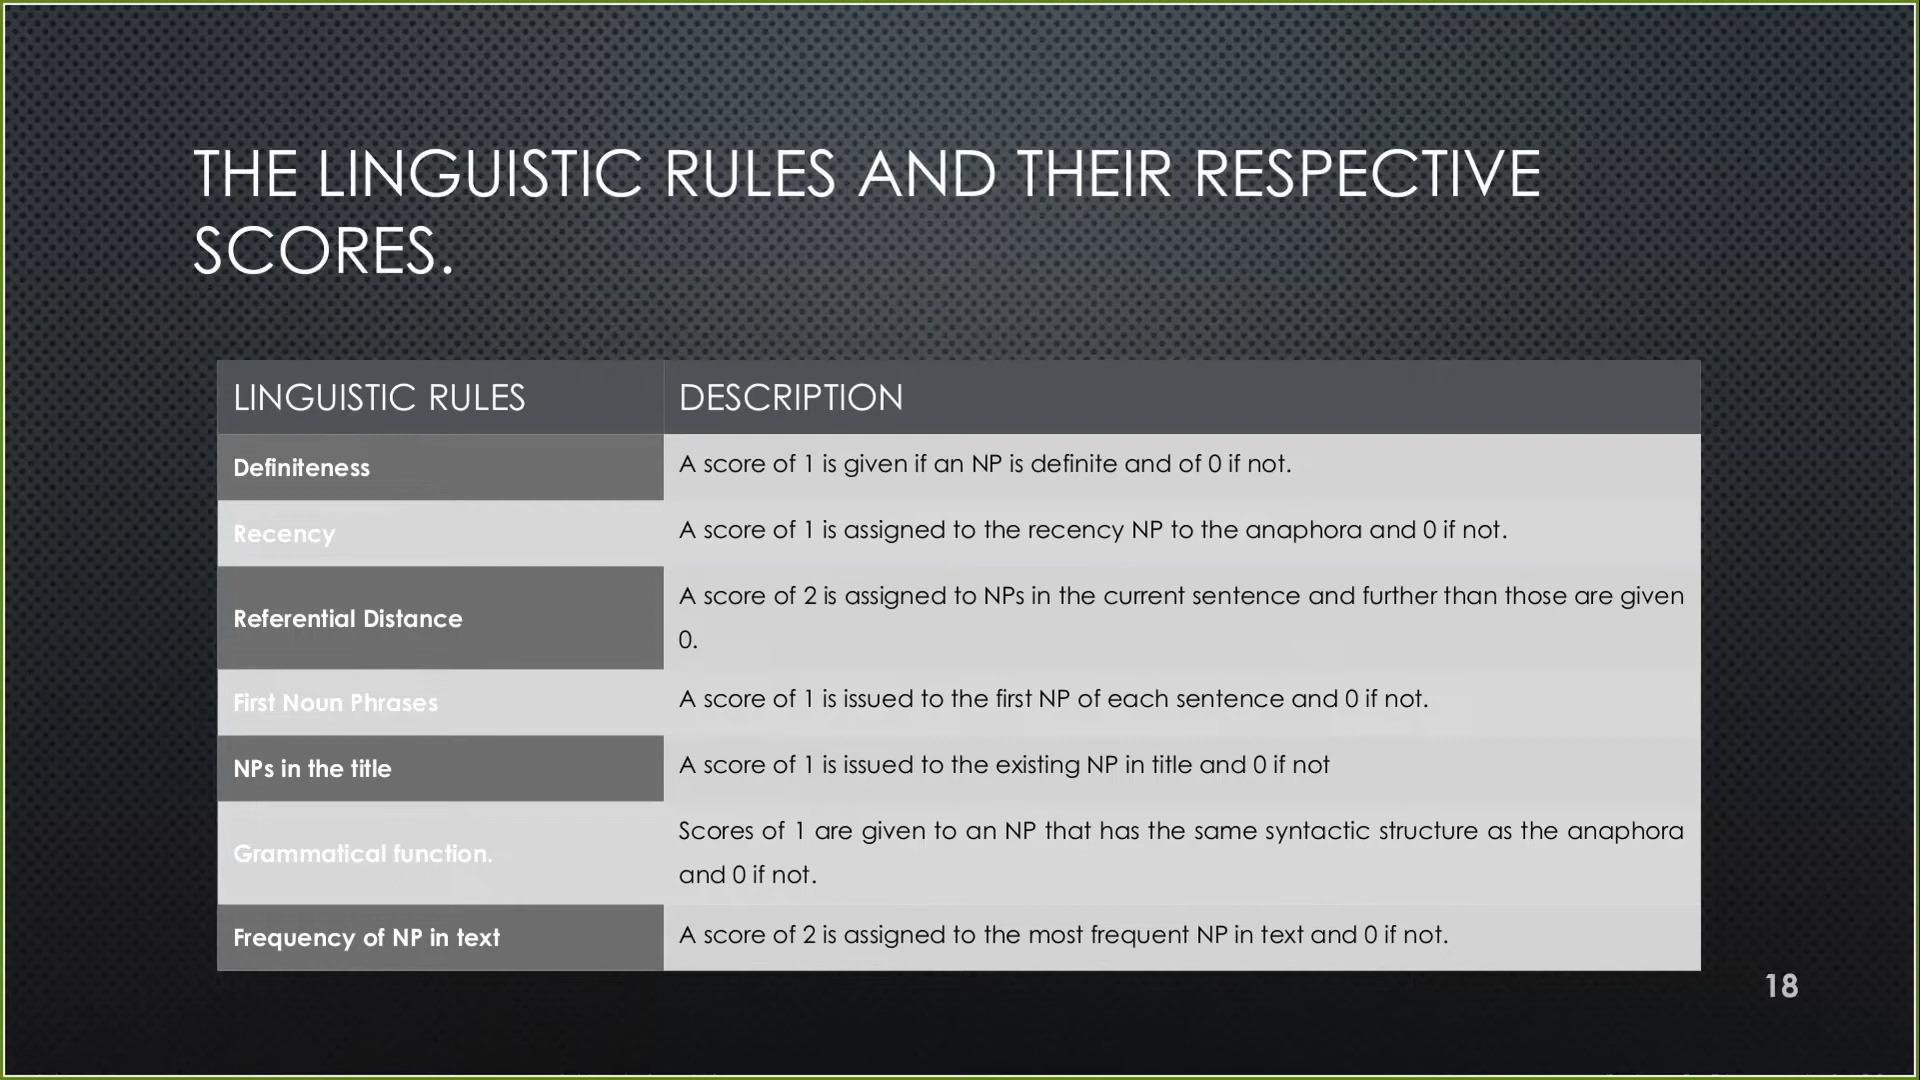 THE LINGUISTIC RULES AND THEIR RESPECTIVE
SCORES.
LINGUISTIC RULES
DESCRIPTION
Definiteness
A score of 1 is given if an NP is definite and of 0 if not.
Recency
A score of 1 is assigned to the recency NP to the anaphora and 0 if not.
Referential Distance
A score of 2 is assigned to NPs in the current sentence and further than those are given
0.
First Noun Phrases
A score of 1 is issued to the first NP of each sentence and 0 if not.
NPs in the title
A score of 1 is issued to the existing NP in title and 0 if not
Grammatical function.
Scores of 1 are given to an NP that has the same syntactic structure as the anaphora
and 0 if not.
Frequency of NP in text
A score of 2 is assigned to the most frequent NP in text and 0 if not.
18